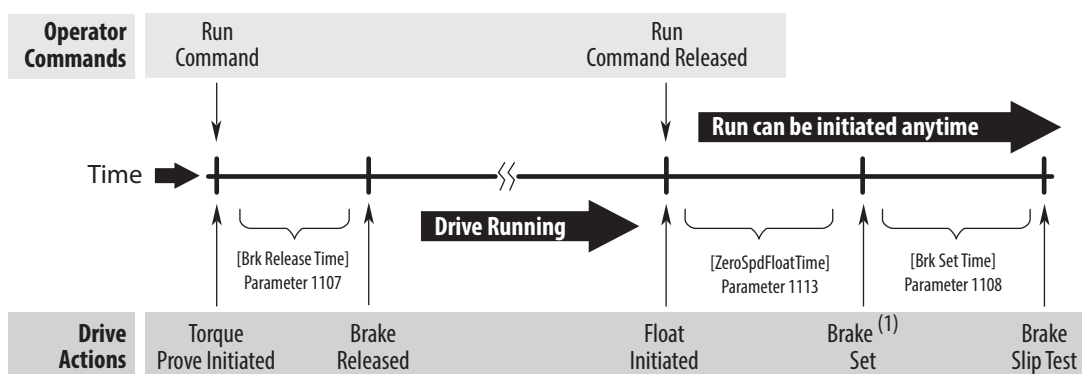 Operator
Commands
Run
Command
Run
Command Released
Run can be initiated anytime
Time
Drive Running
[Brk Release Time]
Parameter 1107
[ZeroSpdFloatTime]
Parameter 1113
[Brk Set Time]
Parameter 1108
Drive
Actions
Torque
Prove Initiated
Brake
Released
Float
Initiated
Brake (1)
Set
Brake
Slip Test